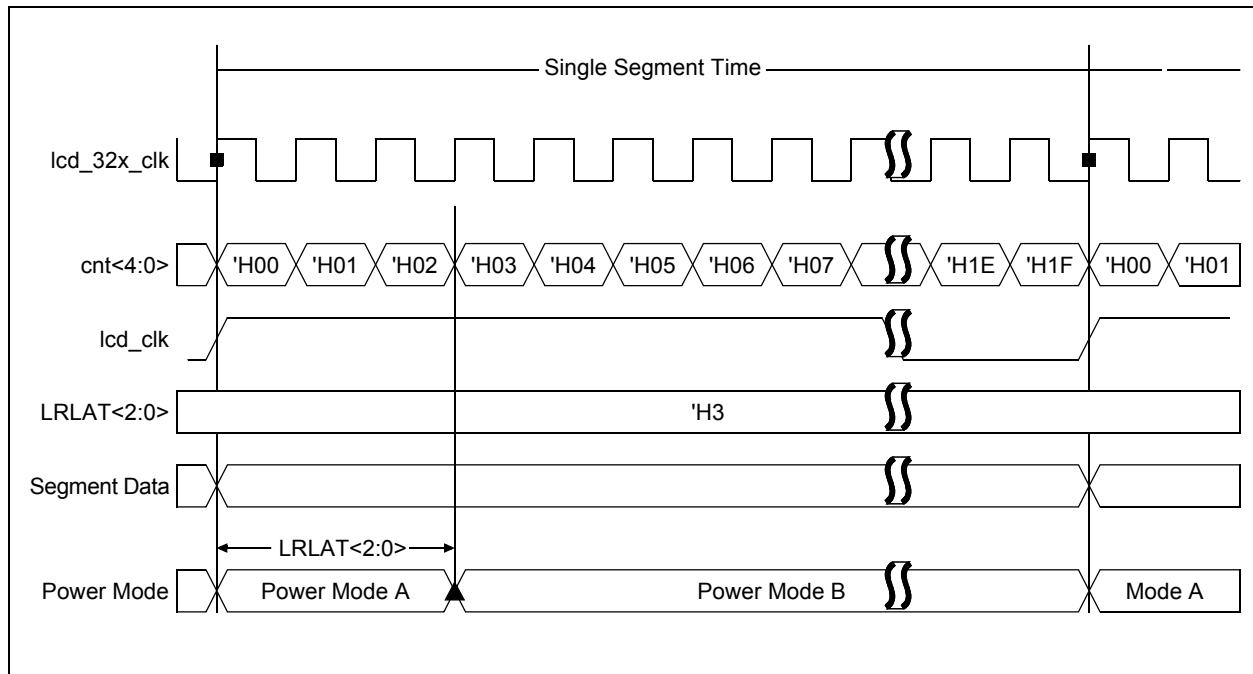 Single Segment Time
lcd_32x_clk
cnt<4:0> 'H00 'H01 'H02 'H03 'H04 'H05 'H06 'H07 'H1E 'H1F 'H00 'H01
lcd_clk
LRLAT<2:0> 'H3
Segment Data
LRLAT<2:0>
Power Mode Power Mode A Power Mode B Mode A